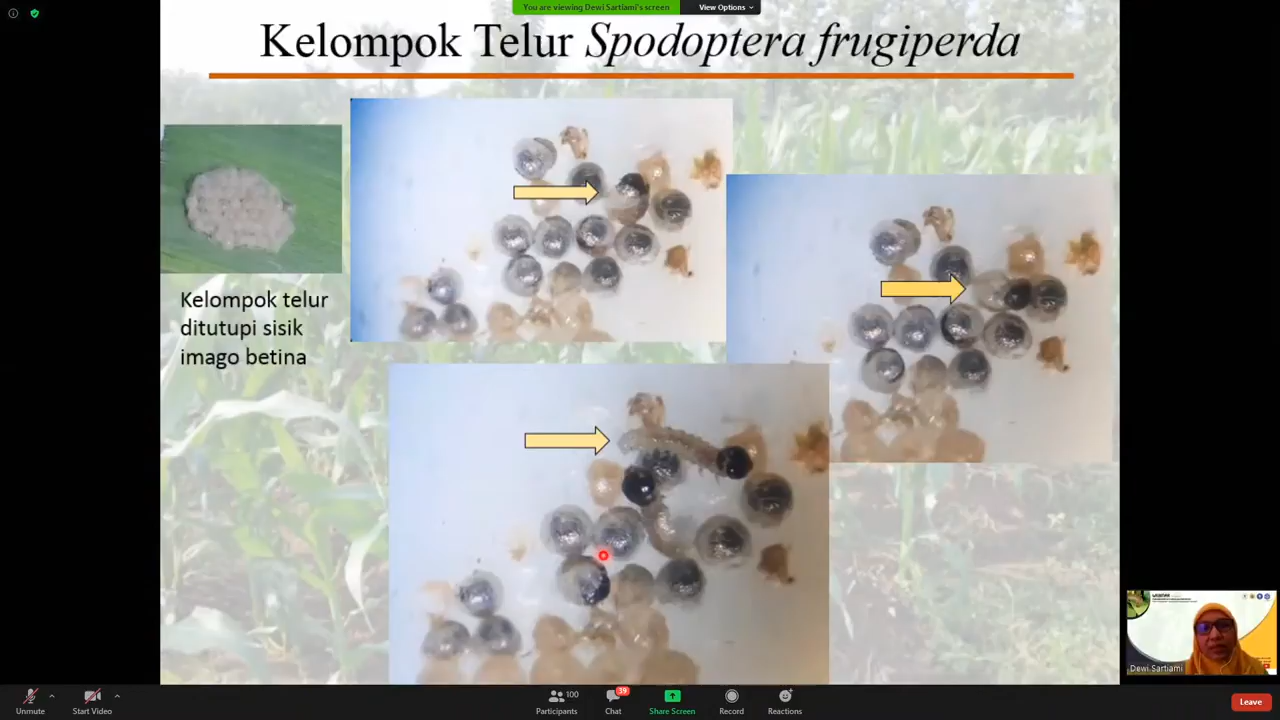 You are viewing Dewi Sartiami's screen
View Options
Kelompok Telur Spodoptera frugiperda
Kelompok telur
ditutupi sisik
imago betina
Dewi Sartiami
Unmute
Start Video
100
Participants
39
Chat
Share Screen
Record
Reactions
Leave